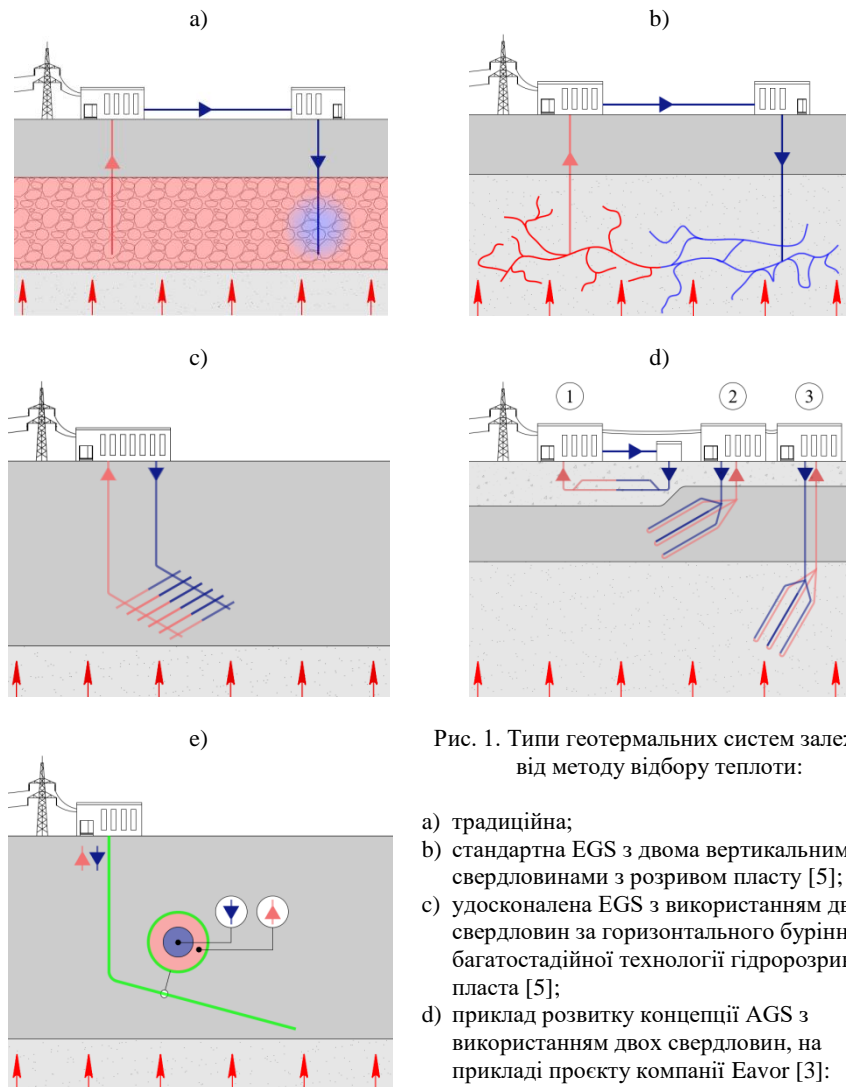 a)
b)
c)
d)
1
2
3
e)
Рис. 1. Типи геотермальних систем зале
від методу відбору теплоти:
a) традиційна;
b) стандартна EGS з двома вертикальним
свердловинами з розривом пласту [5];
c) удосконалена EGS з використанням дв
свердловин за горизонтального бурінн
багатостадійної технології гідророзрив
пласта [5];
d) приклад розвитку концепції AGS з
використанням двох свердловин, на
прикладі проєкту компанії Eavor [3]: